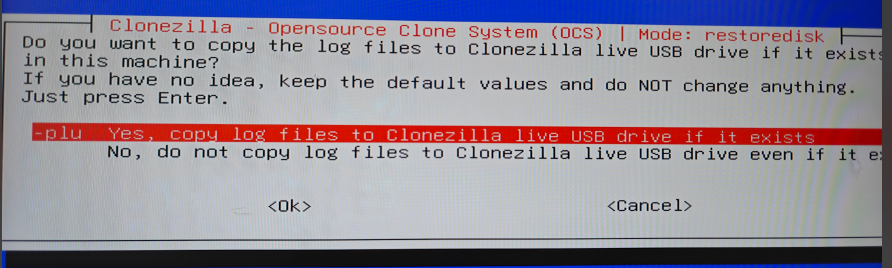 Clonezilla - Opensource Clone System (OCS) | Mode: restoredisk
Do you want to copy the log files to Clonezilla live USB drive if it exists
in this machine?
If you have no idea, keep the default values and do NOT change anything.
Just press Enter.
-plu Yes, copy log files to Clonezilla live USB drive if it exists
No, do not copy log files to Clonezilla live USB drive even if it
<Ok> <Cancel>